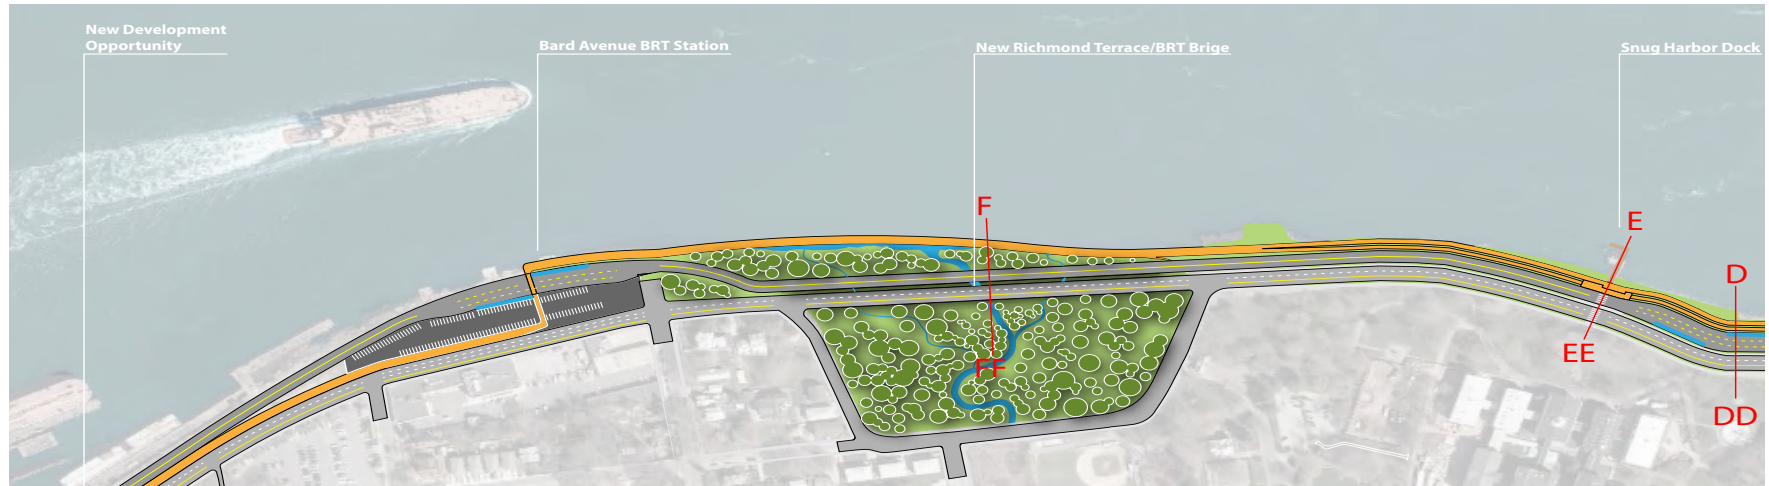 New Development
Opportunity
Bard Avenue BRT Station
New Richmond Terrace/BRT Brige
Snug Harbor Dock
F
E
D
EE
FF
DD